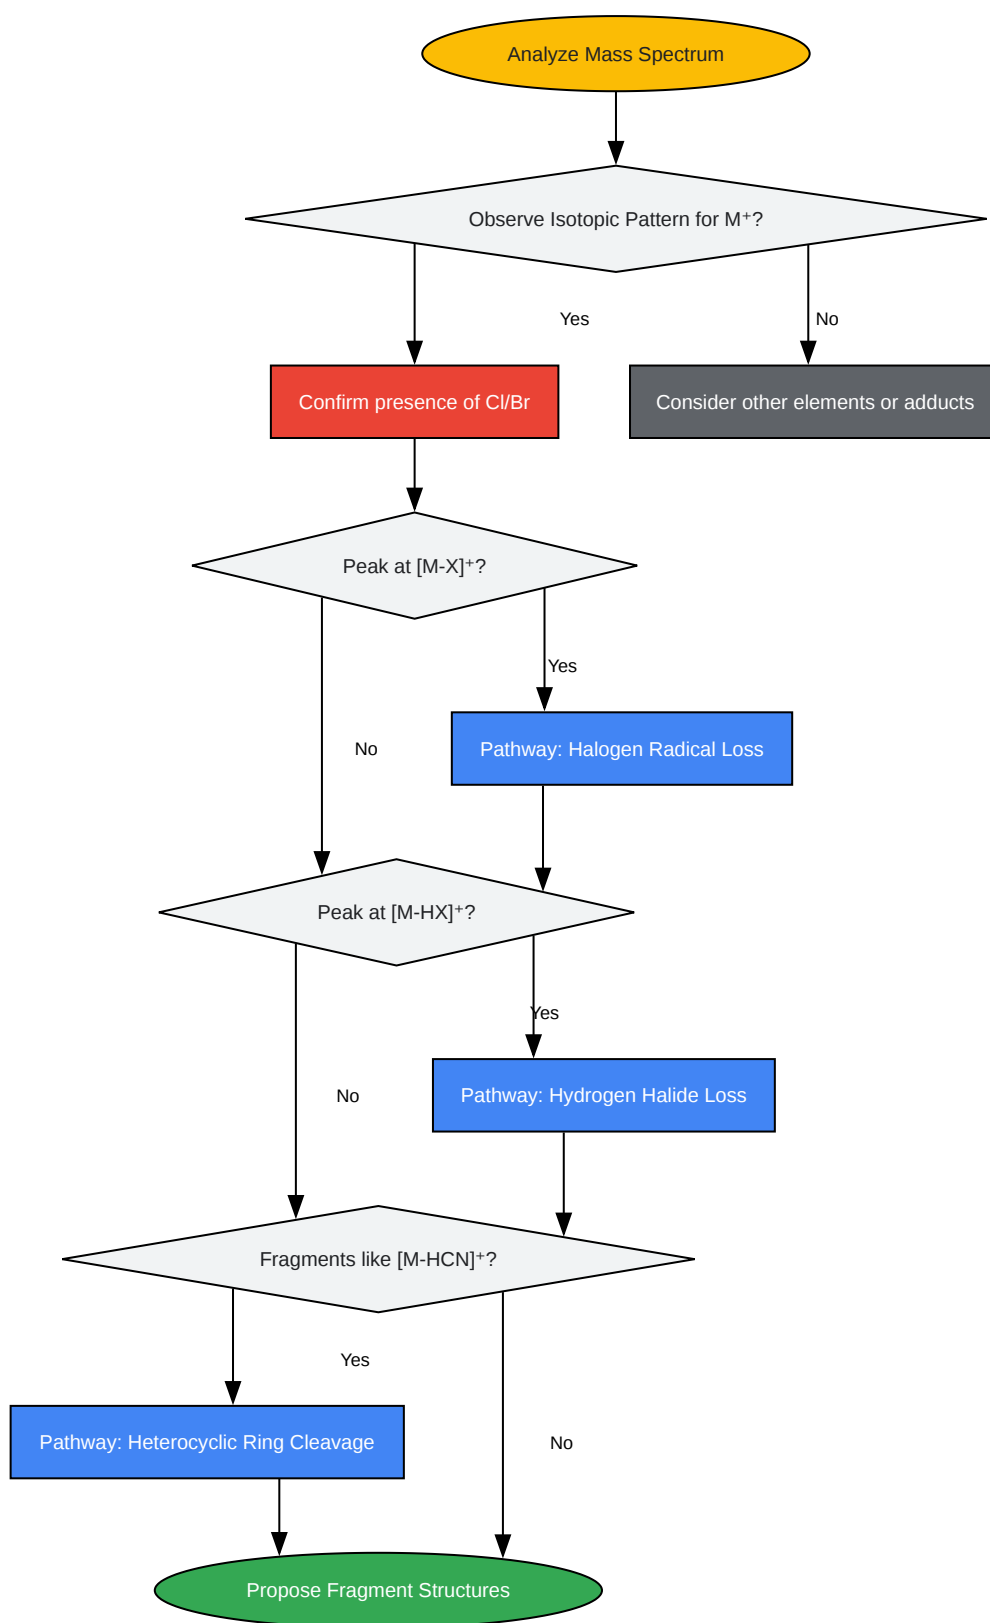 Analyze Mass Spectrum
Observe Isotopic Pattern for M⁺?
Yes
No
Confirm presence of Cl/Br
Consider other elements or adducts
Peak at [M-X]⁺?
Yes
No
Pathway: Halogen Radical Loss
Peak at [M-HX]⁺?
Yes
No
Pathway: Hydrogen Halide Loss
Fragments like [M-HCN]⁺?
Yes
No
Pathway: Heterocyclic Ring Cleavage
Propose Fragment Structures